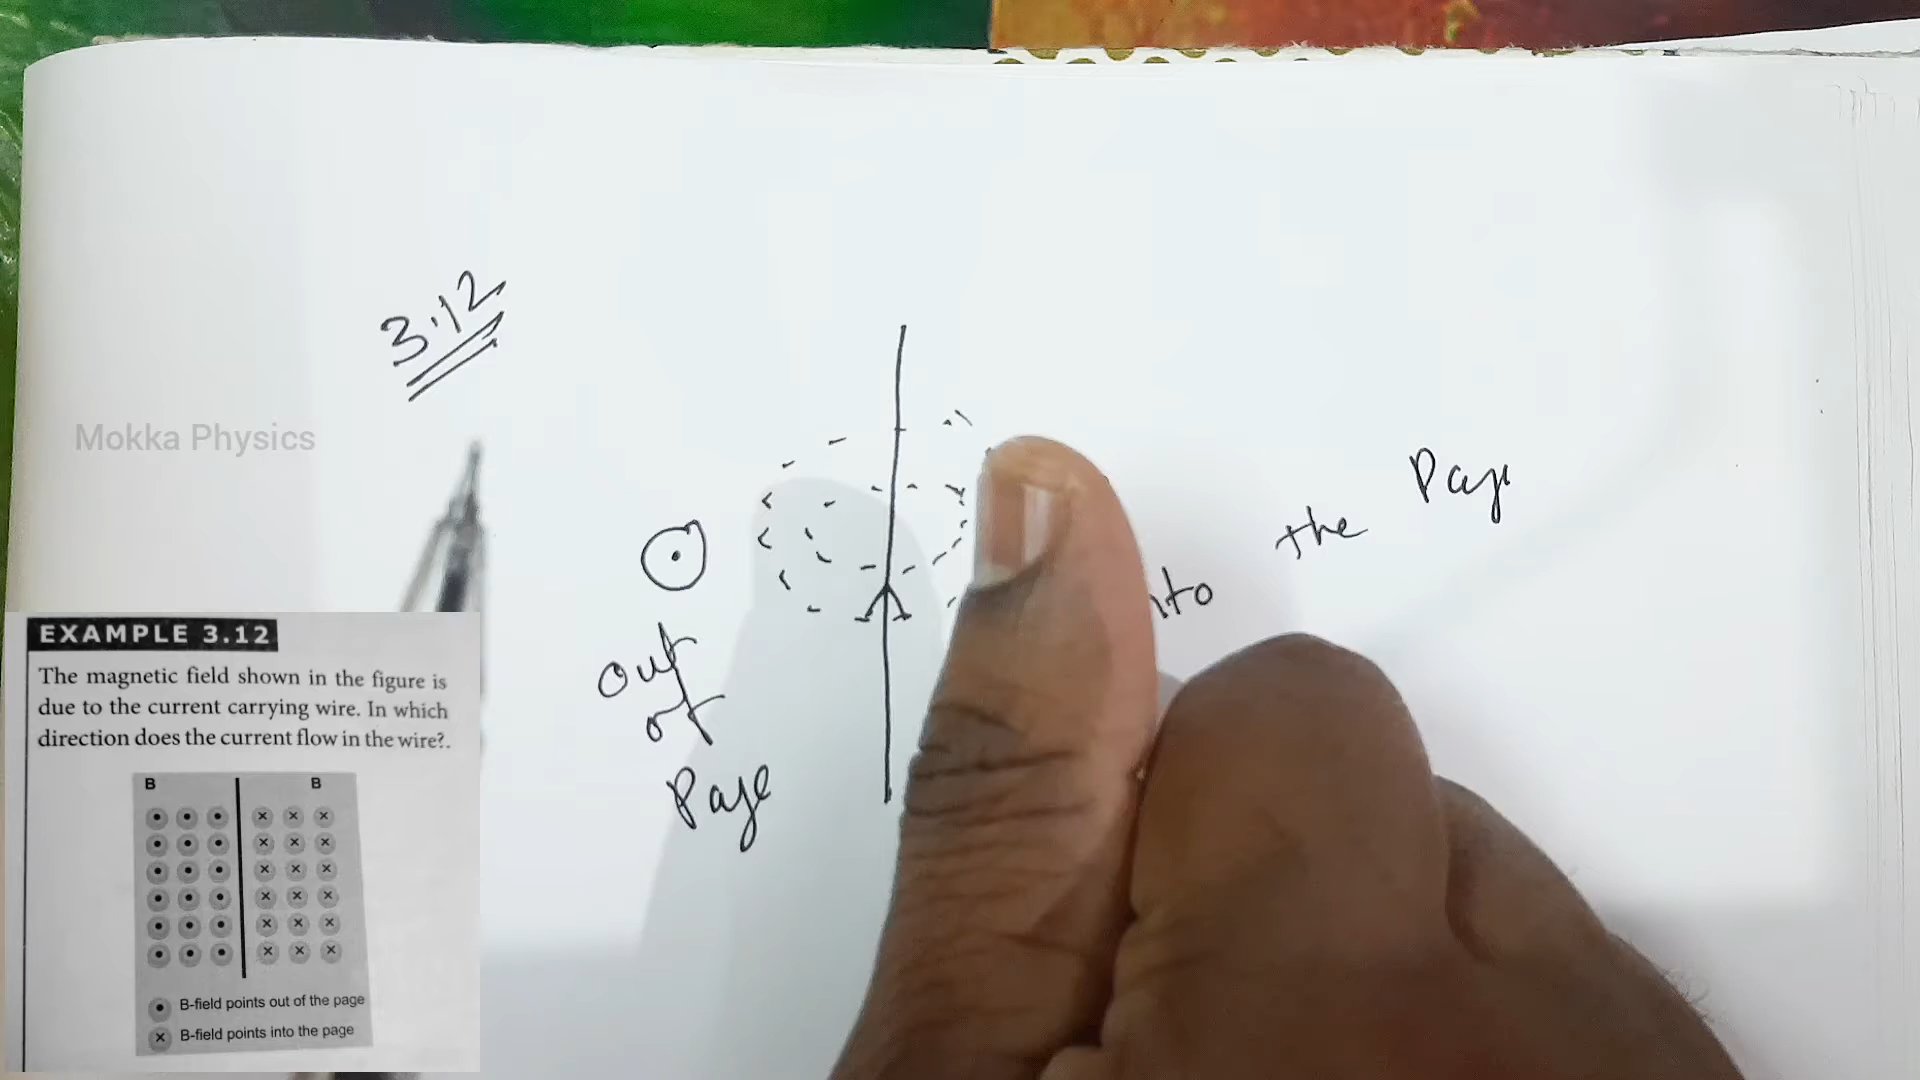 3.12
Mokka Physics
out
of
Page
the Page
EXAMPLE 3.12
The magnetic field shown in the figure is
due to the current carrying wire. In which
direction does the current flow in the wire?.
B B
B-field points out of the page
B-field points into the page